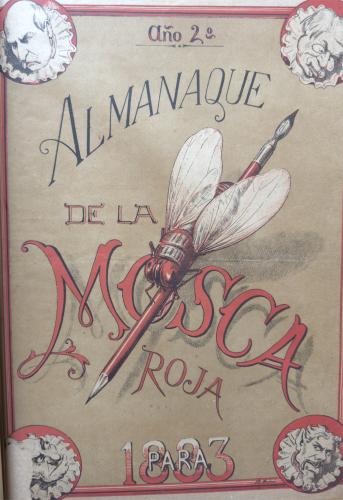 Año 2º
ALMANAQUE
DE LA
MOSCA
ROJA
PARA
1883